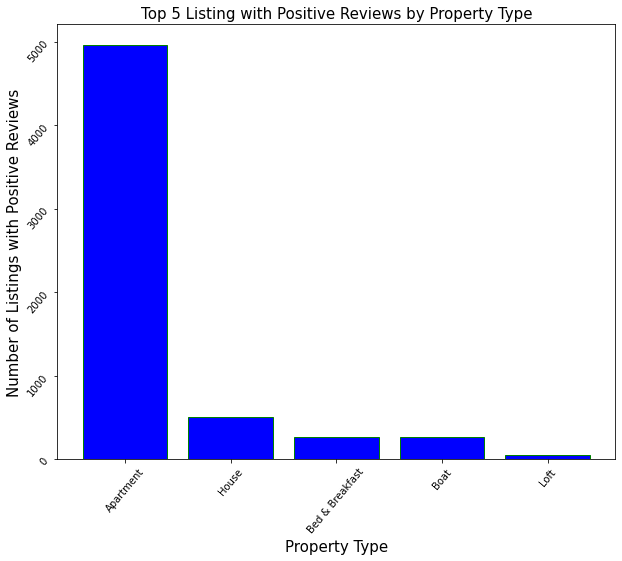 Top 5 Listing with Positive Reviews by Property Type
Number of Listings with Positive Reviews
5000
4000
3000
2000
1000
0
Apartment
House
Bed & Breakfast
Boat
Loft
Property Type